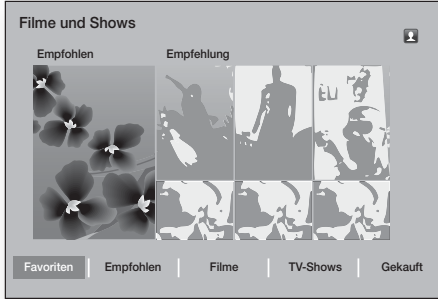 Filme und Shows
Empfohlen Empfehlung
Favoriten Empfohlen Filme TV-Shows Gekauft